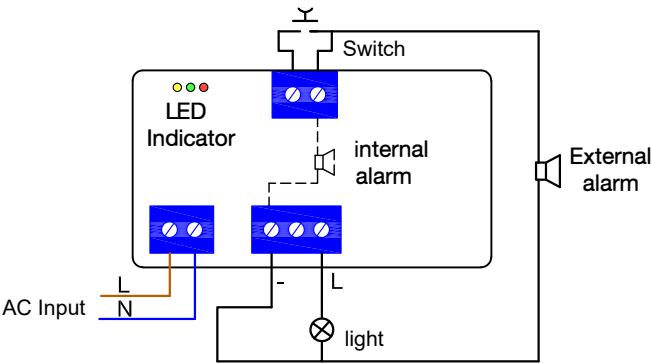 Switch
LED
Indicator
internal
alarm
External
alarm
L
AC Input
N
-
L
light